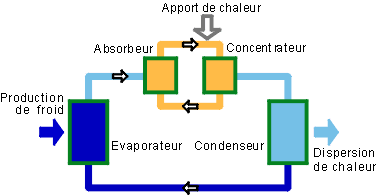 Apport de chaleur
Absorbeur
Concentrateur
Production
de froid
Evaporateur
Condenseur
Dispersion
de chaleur